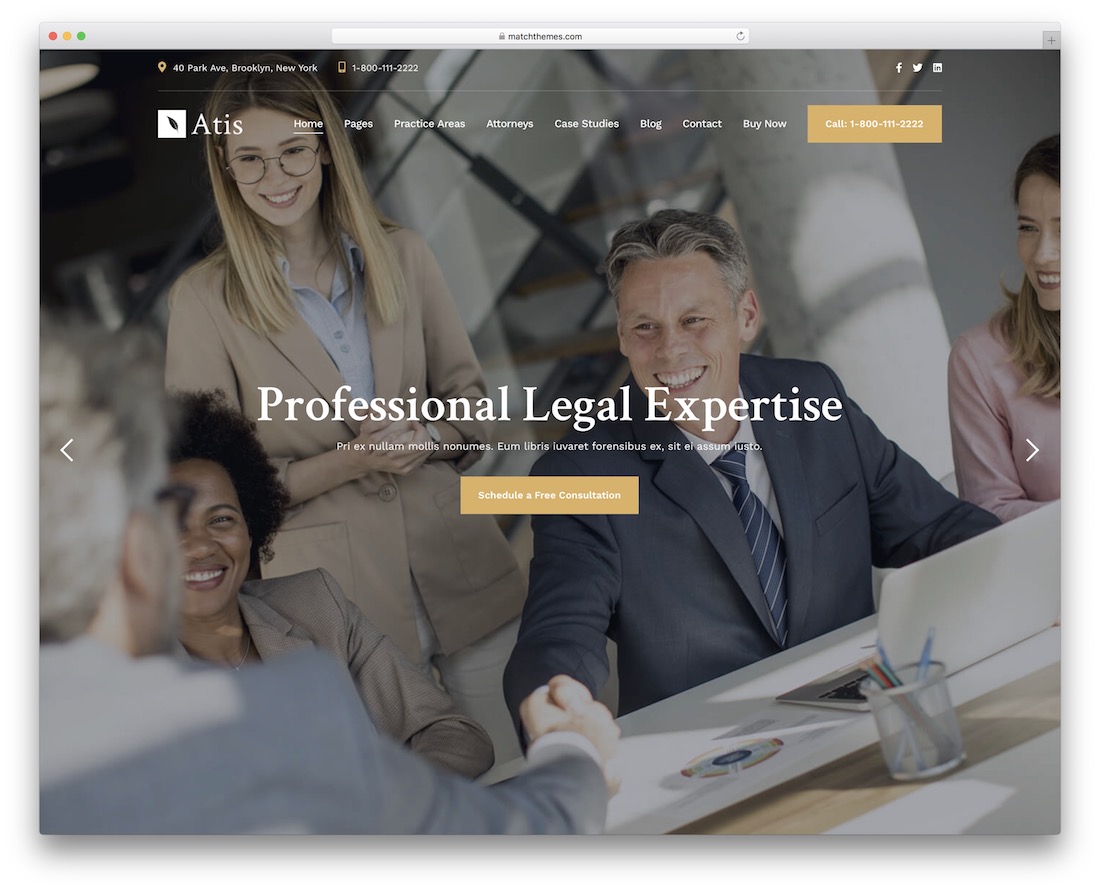 matchthemes.com
40 Park Ave, Brooklyn, New York 1-800-111-2222
Atis Home Pages Practice Areas Attorneys Case Studies Blog Contact Buy Now Call: 1-800-111-2222
Professional Legal Expertise
Pri ex nullam mollis nonumes. Eum libris iuvaret forensibus ex, sit ei assum iusto.
Schedule a Free Consultation